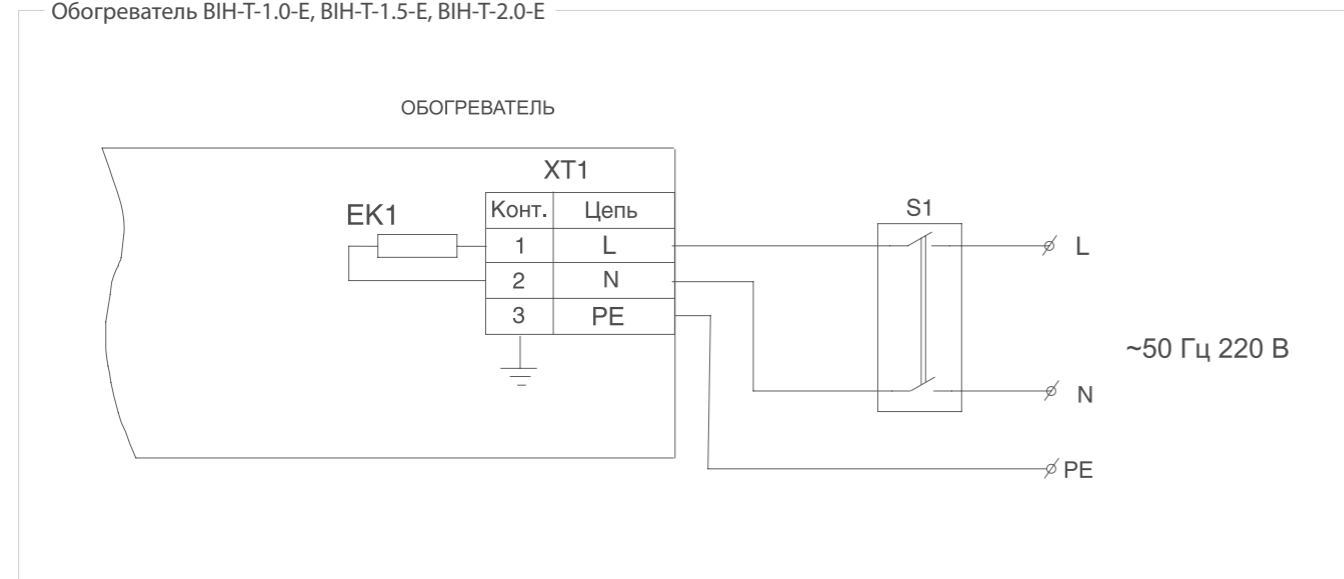 Обогреватель BIH-T-1.0-E, BIH-T-1.5-E, BIH-T-2.0-E
ОБОГРЕВАТЕЛЬ
XT1
EK1
Конт. Цепь
S1
1 L
L
2 N
3 PE
~50 Гц 220 В
N
PE